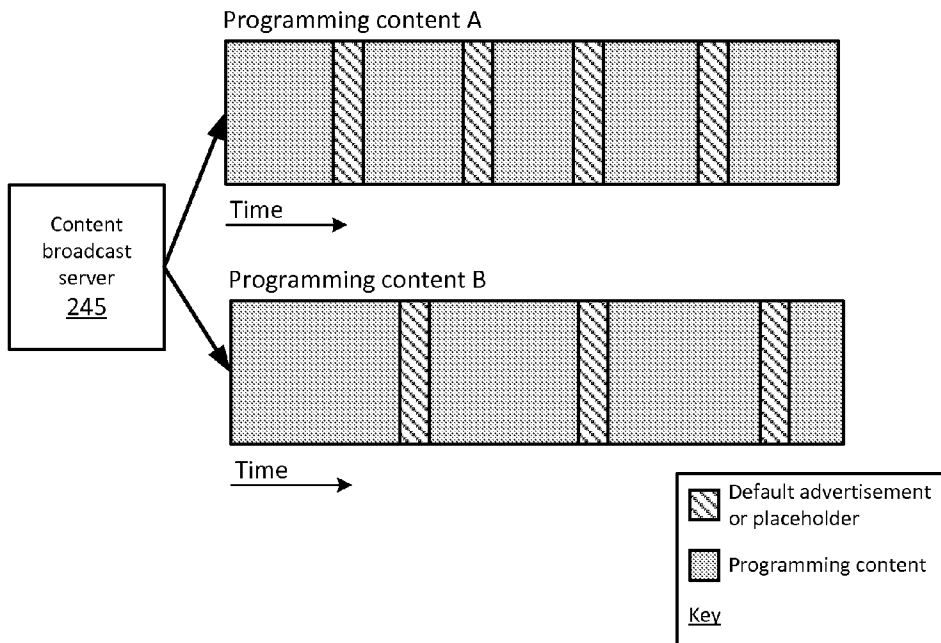 Programming content A
Time
Content
broadcast
server
245
Programming content B
Time
Default advertisement
or placeholder
Programming content
Key